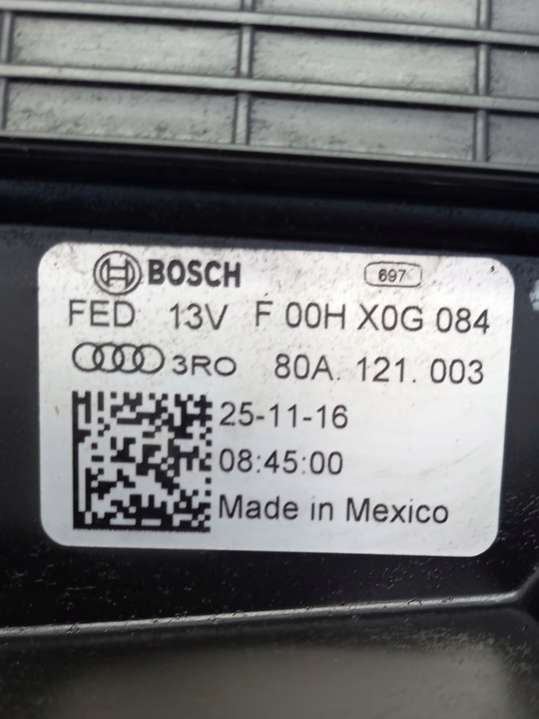 BOSCH 697
FED 13V F 00H X0G 084
3RO 80A. 121. 003
25-11-16
08:45:00
Made in Mexico